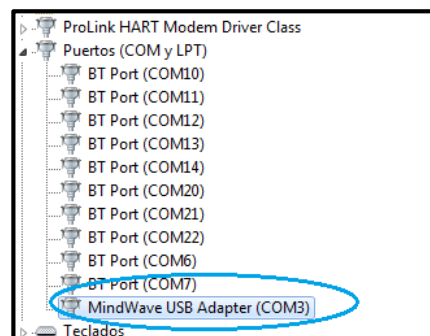 ProLink HART Modem Driver Class
Puertos (COM y LPT)
BT Port (COM10)
BT Port (COM11)
BT Port (COM12)
BT Port (COM13)
BT Port (COM14)
BT Port (COM20)
BT Port (COM21)
BT Port (COM22)
BT Port (COM6)
BT Port (COM7)
MindWave USB Adapter (COM3)
Teclados